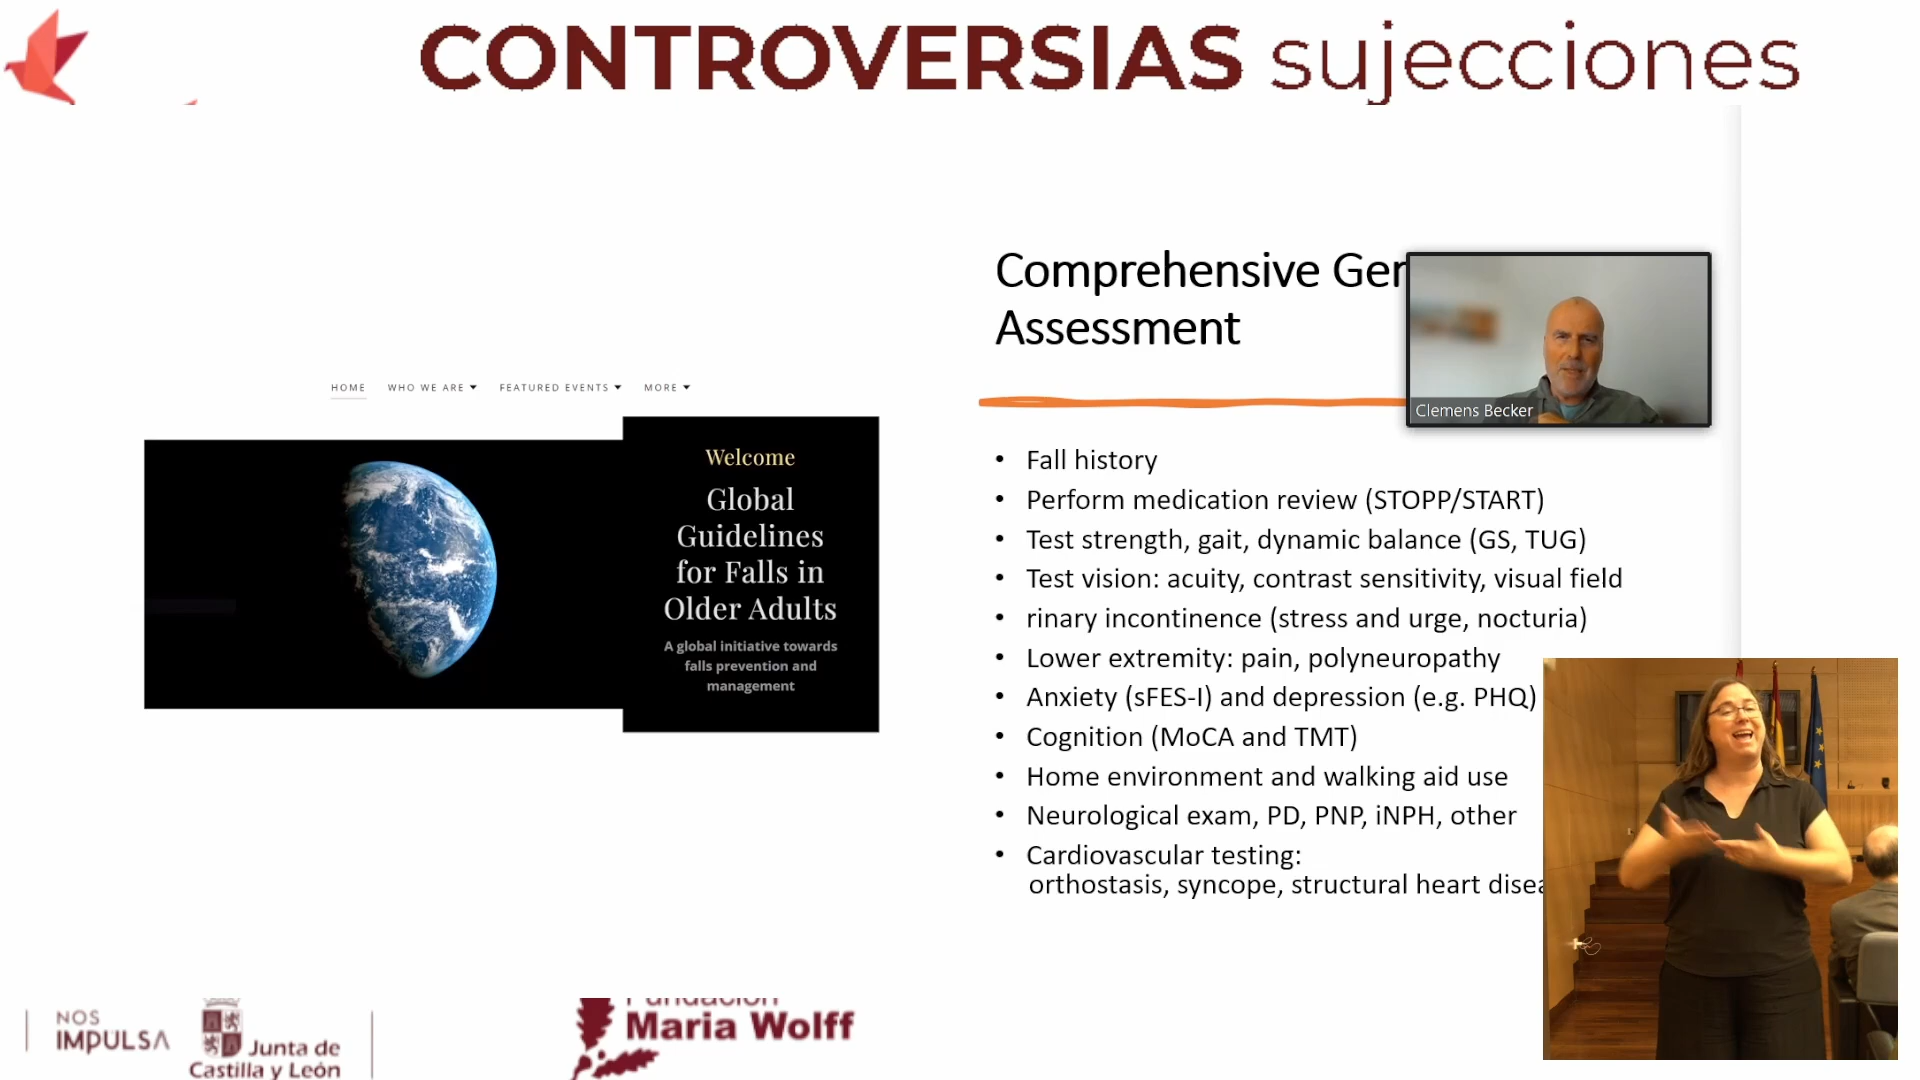 CONTROVERSIAS sujecciones
HOME WHO WE ARE FEATURED EVENTS MORE
Welcome
Global
Guidelines
for Falls in
Older Adults
A global initiative towards
falls prevention and
management
Comprehensive Ger
Assessment
Clemens Becker
• Fall history
• Perform medication review (STOPP/START)
• Test strength, gait, dynamic balance (GS, TUG)
• Test vision: acuity, contrast sensitivity, visual field
• rinary incontinence (stress and urge, nocturia)
• Lower extremity: pain, polyneuropathy
• Anxiety (sFES-I) and depression (e.g. PHQ)
• Cognition (MoCA and TMT)
• Home environment and walking aid use
• Neurological exam, PD, PNP, iNPH, other
• Cardiovascular testing:
orthostasis, syncope, structural heart disea
NOS
IMPULSA
Junta de
Castilla y León
Fundación
Maria Wolff